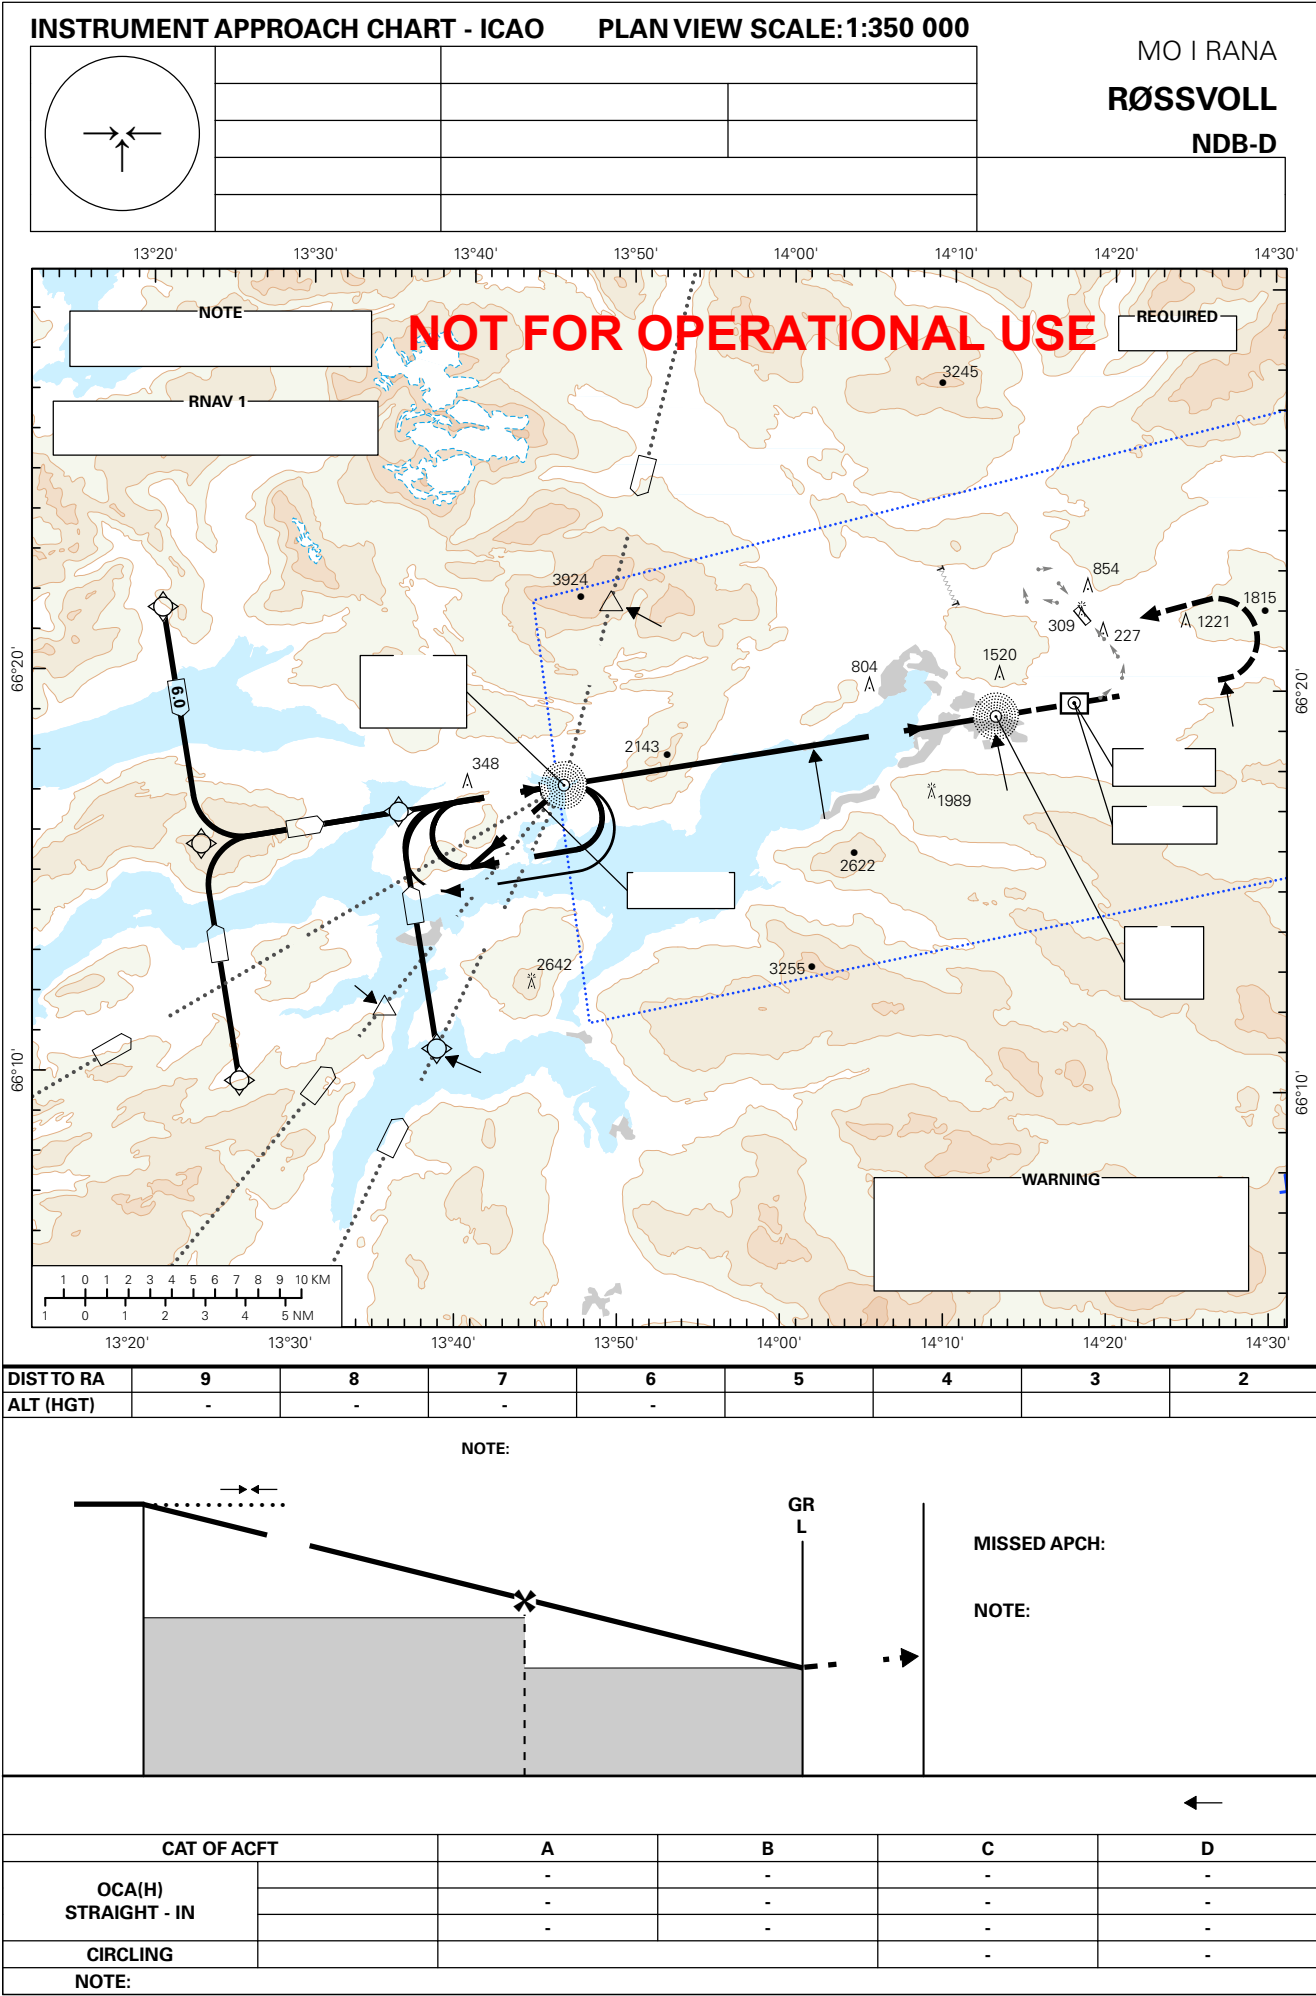 INSTRUMENT APPROACH CHART - ICAO PLAN VIEW SCALE: 1:350 000
MO I RANA
RØSSVOLL
NDB-D
13°20' 13°30' 13°40' 13°50' 14°00' 14°10' 14°20' 14°30'
NOTE
NOT FOR OPERATIONAL USE
REQUIRED
3245
RNAV 1
3924
854
1815
309
227
1221
66°20'
66°20'
6.0
804
1520
2143
348
1989
2622
2642
3255
66°10'
66°10'
WARNING
1 0 1 2 3 4 5 6 7 8 9 10 KM
1 0 1 2 3 4 5 NM
13°20' 13°30' 13°40' 13°50' 14°00' 14°10' 14°20' 14°30'
DIST TO RA 9 8 7 6 5 4 3 2
ALT (HGT) - - - -
NOTE:
GR
L
MISSED APCH:
NOTE:
CAT OF ACFT A B C D
OCA(H)
STRAIGHT - IN
- - - -
- - - -
- - - -
CIRCLING - -
NOTE: